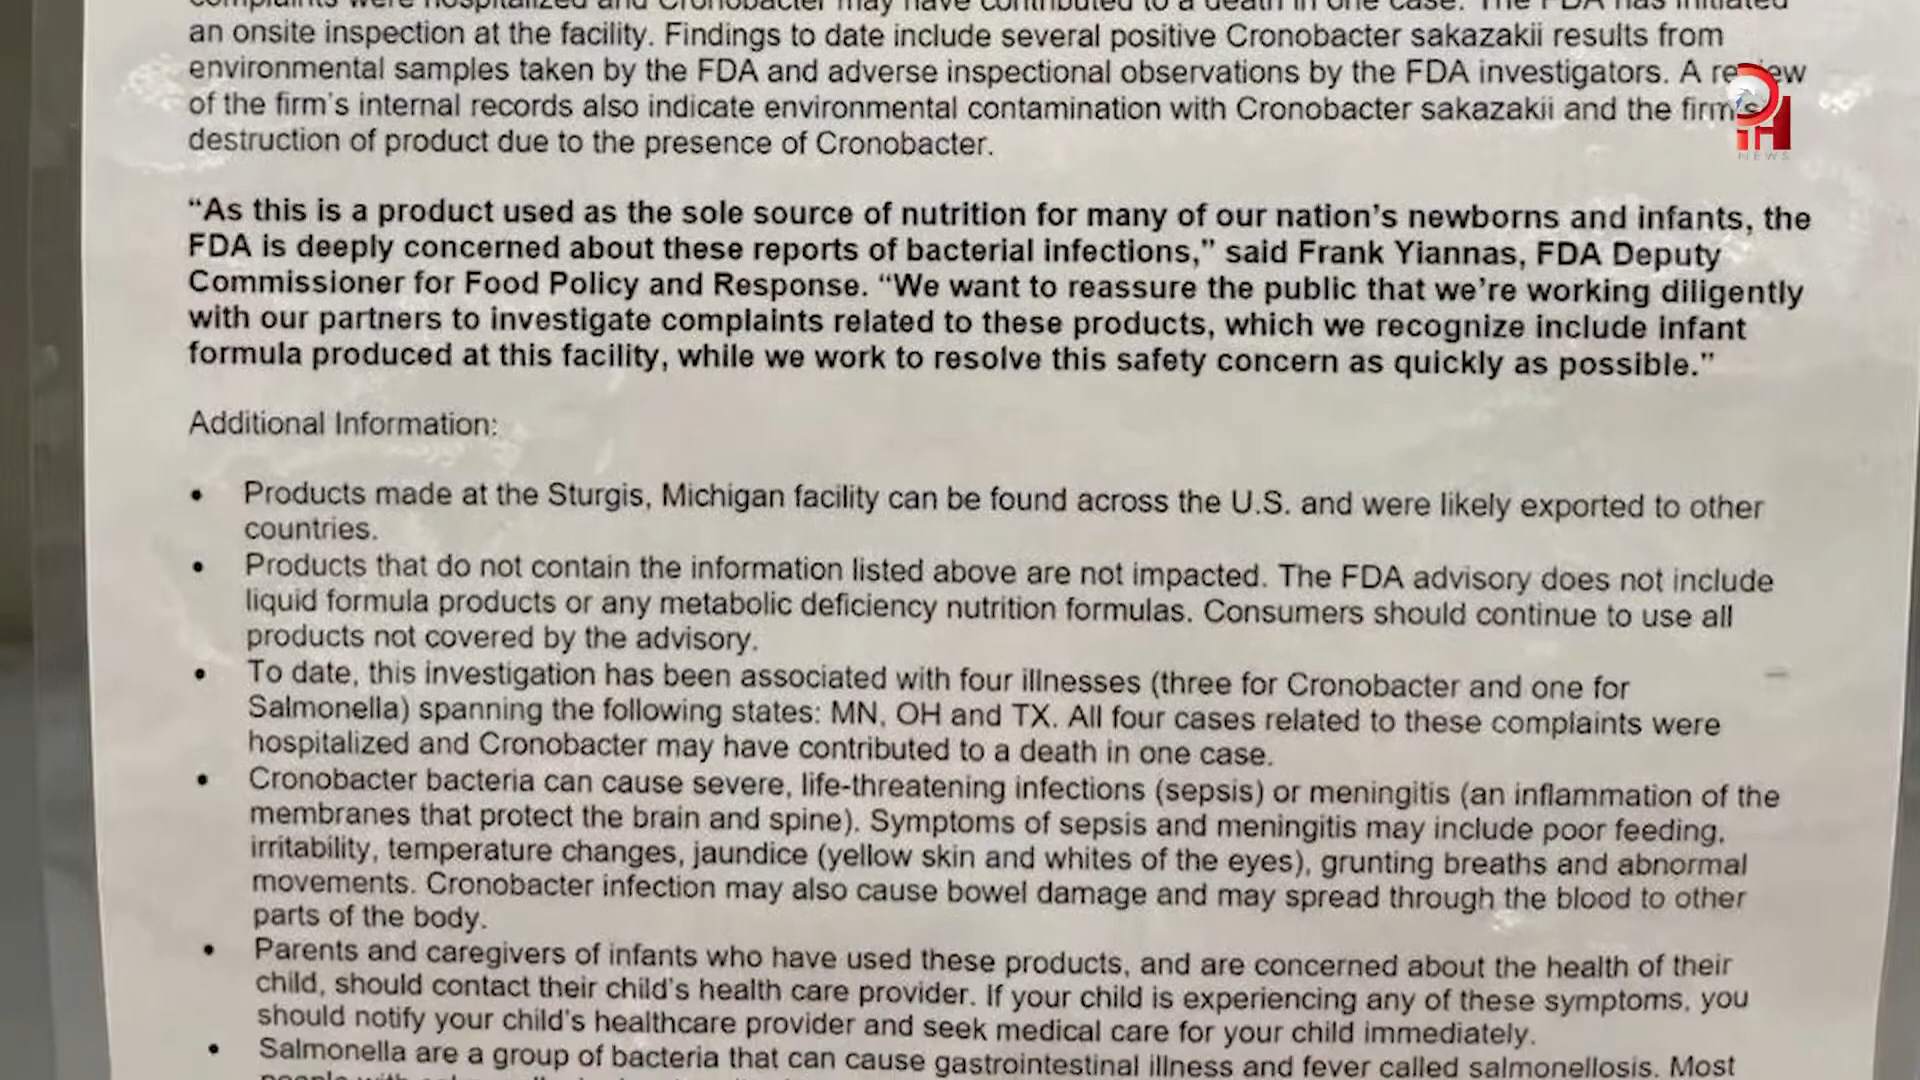 complaints were hospitalized and Cronobacter may have contributed to a death in one case. The FDA has initiated
an onsite inspection at the facility. Findings to date include several positive Cronobacter sakazakii results from
environmental samples taken by the FDA and adverse inspectional observations by the FDA investigators. A review
of the firm's internal records also indicate environmental contamination with Cronobacter sakazakii and the firm's
destruction of product due to the presence of Cronobacter.
“As this is a product used as the sole source of nutrition for many of our nation’s newborns and infants, the
FDA is deeply concerned about these reports of bacterial infections,” said Frank Yiannas, FDA Deputy
Commissioner for Food Policy and Response. “We want to reassure the public that we’re working diligently
with our partners to investigate complaints related to these products, which we recognize include infant
formula produced at this facility, while we work to resolve this safety concern as quickly as possible.”
Additional Information:
• Products made at the Sturgis, Michigan facility can be found across the U.S. and were likely exported to other
countries.
• Products that do not contain the information listed above are not impacted. The FDA advisory does not include
liquid formula products or any metabolic deficiency nutrition formulas. Consumers should continue to use all
products not covered by the advisory.
• To date, this investigation has been associated with four illnesses (three for Cronobacter and one for
Salmonella) spanning the following states: MN, OH and TX. All four cases related to these complaints were
hospitalized and Cronobacter may have contributed to a death in one case.
• Cronobacter bacteria can cause severe, life-threatening infections (sepsis) or meningitis (an inflammation of the
membranes that protect the brain and spine). Symptoms of sepsis and meningitis may include poor feeding,
irritability, temperature changes, jaundice (yellow skin and whites of the eyes), grunting breaths and abnormal
movements. Cronobacter infection may also cause bowel damage and may spread through the blood to other
parts of the body.
• Parents and caregivers of infants who have used these products, and are concerned about the health of their
child, should contact their child’s health care provider. If your child is experiencing any of these symptoms, you
should notify your child’s healthcare provider and seek medical care for your child immediately.
• Salmonella are a group of bacteria that can cause gastrointestinal illness and fever called salmonellosis. Most
NEWS